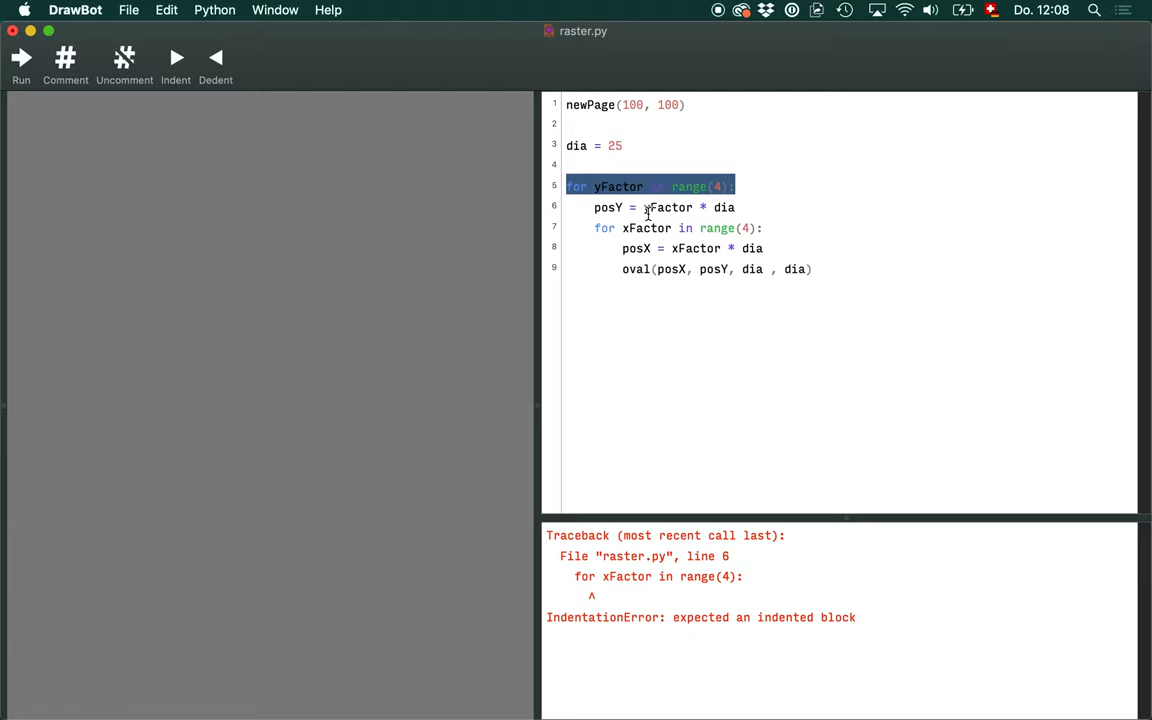 DrawBot File Edit Python Window Help Do. 12:08
raster.py
Run Comment Uncomment Indent Dedent
1 newPage(100, 100)
2
3 dia = 25
4
5 for yFactor in range(4):
6 posY = yFactor * dia
7 for xFactor in range(4):
8 posX = xFactor * dia
9 oval(posX, posY, dia , dia)
Traceback (most recent call last):
File "raster.py", line 6
for xFactor in range(4):
^
IndentationError: expected an indented block